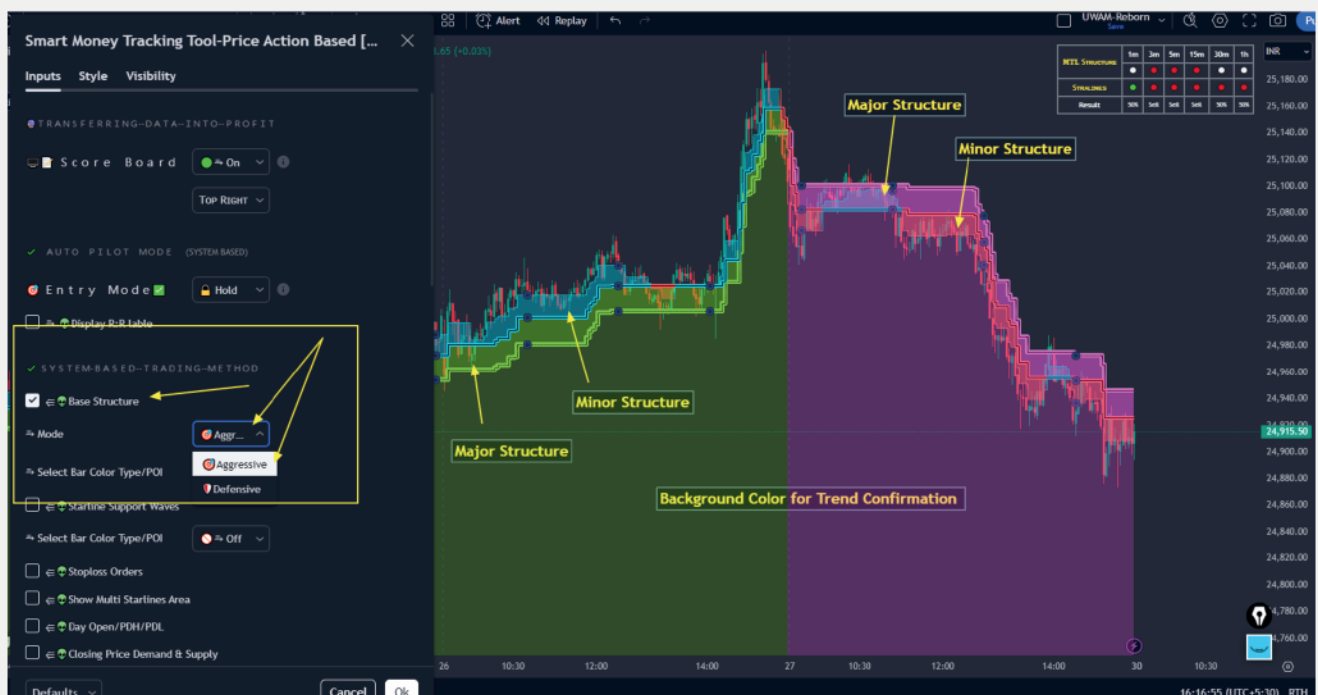 Smart Money Tracking Tool-Price Action Based [...
Inputs Style Visibility
TRANSFERRING--DATA--INTO--PROFIT
Score Board
On
TOP RIGHT
AUTO PILOT MODE (SYSTEM BASED)
Entry Mode
Hold
Display R:R table
SYSTEM-BASED--TRADING--METHOD
Base Structure
Mode
Aggr...
Aggressive
Defensive
Select Bar Color Type/POI
Starline Support Waves
Select Bar Color Type/POI
Off
Stoploss Orders
Show Multi Starlines Area
Day Open/PDH/PDL
Closing Price Demand & Supply
Defaults
Cancel
Ok
Alert
Replay
UWAM-Reborn
Save
.65 (+0.03%)
MTL STRUCTURE 1m 3m 5m 15m 30m 1h
STRALINES
Result 50% Sell Sell Sell 50% 50%
INR
Major Structure
Minor Structure
Minor Structure
Major Structure
Background Color for Trend Confirmation
25,180.00
25,160.00
25,140.00
25,120.00
25,100.00
25,080.00
25,060.00
25,040.00
25,020.00
25,000.00
24,980.00
24,960.00
24,940.00
24,915.50
24,900.00
24,880.00
24,860.00
24,840.00
24,820.00
24,800.00
4,780.00
4,760.00
26 10:30 12:00 14:00 27 10:30 12:00 14:00 30 10:30
16:16:55 (UTC+5:30) RTH